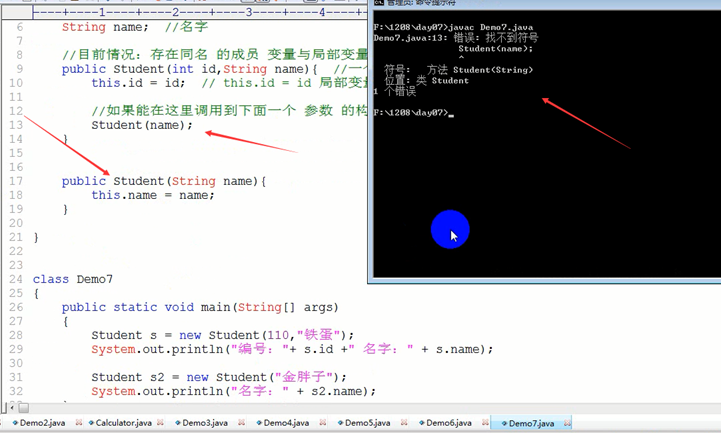 ----+----1----+----2----+----3----+----4----+
6 String name; //名字
7
8 //目前情况: 存在同名 的成员 变量与局部变量
9 public Student(int id,String name){ //一个
10 this.id = id; // this.id = id 局部变量
11
12 //如果能在这里调用到下面一个 参数 的构
13 Student(name);
14 }
15
16
17 public Student(String name){
18 this.name = name;
19 }
20
21 }
22
23
24 class Demo7
25 {
26 public static void main(String[] args)
27 {
28 Student s = new Student(110,"铁蛋");
29 System.out.println("编号: "+ s.id +" 名字: " + s.name);
30
31 Student s2 = new Student("金胖子");
32 System.out.println("名字: " + s2.name);
管理员: 命令提示符
F:\1208\day07>javac Demo7.java
Demo7.java:13: 错误: 找不到符号
Student(name);
^
符号: 方法 Student(String)
位置: 类 Student
1 个错误
F:\1208\day07>_
Demo2.java Calculator.java Demo3.java Demo4.java Demo5.java Demo6.java Demo7.java